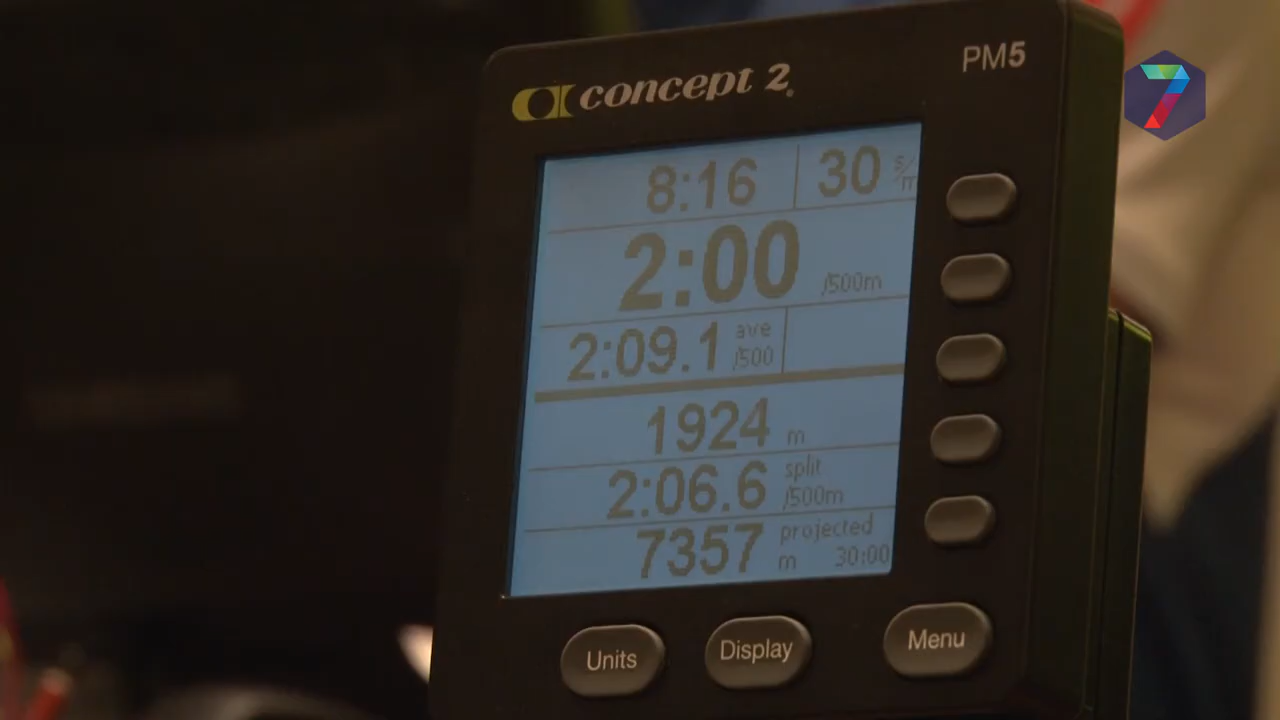 concept 2.
PM5
7
8:16 30 s/m
2:00 /500m
2:09.1 ave /500
1924 m
2:06.6 split /500m
7357 projected m 30:00
Units Display Menu